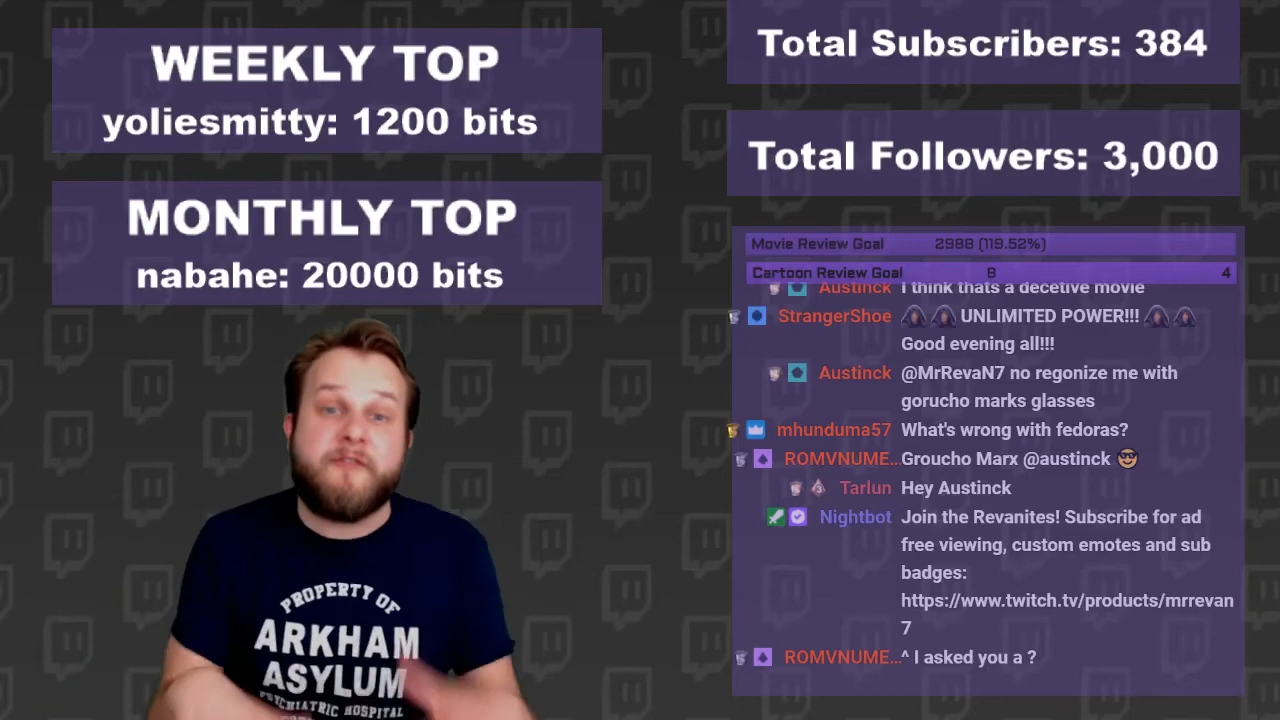 WEEKLY TOP
yoliesmitty: 1200 bits
MONTHLY TOP
nabahe: 20000 bits
PROPERTY OF
ARKHAM
ASYLUM
PSYCHIATRIC HOSPITAL
Total Subscribers: 384
Total Followers: 3,000
Movie Review Goal 2988 (119.52%)
Cartoon Review Goal 8 4
Austinck I think thats a decetive movie
StrangerShoe UNLIMITED POWER!!!
Good evening all!!!
Austinck @MrRevaN7 no regonize me with
gorucho marks glasses
mhunduma57 What's wrong with fedoras?
ROMVNUME... Groucho Marx @austinck
Tarlun Hey Austinck
Nightbot Join the Revanites! Subscribe for ad
free viewing, custom emotes and sub
badges:
https://www.twitch.tv/products/mrrevan
7
ROMVNUME... ^ I asked you a ?